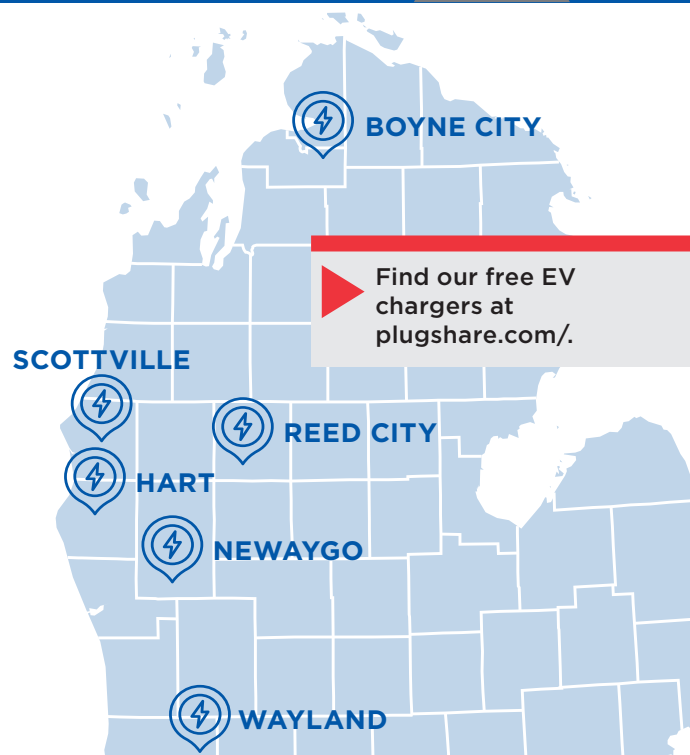 BOYNE CITY
Find our free EV
chargers at
plugshare.com/.
SCOTTVILLE
REED CITY
HART
NEWAYGO
WAYLAND